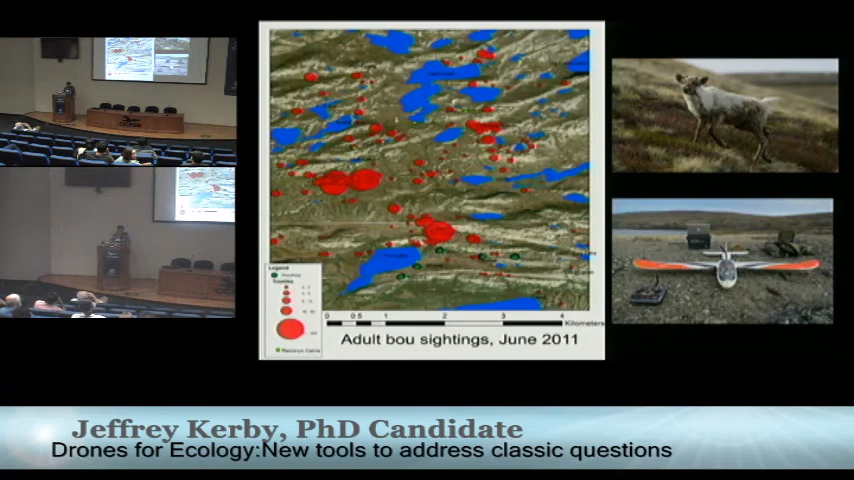 Legend
0 0.5 1 2 3 4
Kilometers
Adult bou sightings, June 2011
Jeffrey Kerby, PhD Candidate
Drones for Ecology:New tools to address classic questions